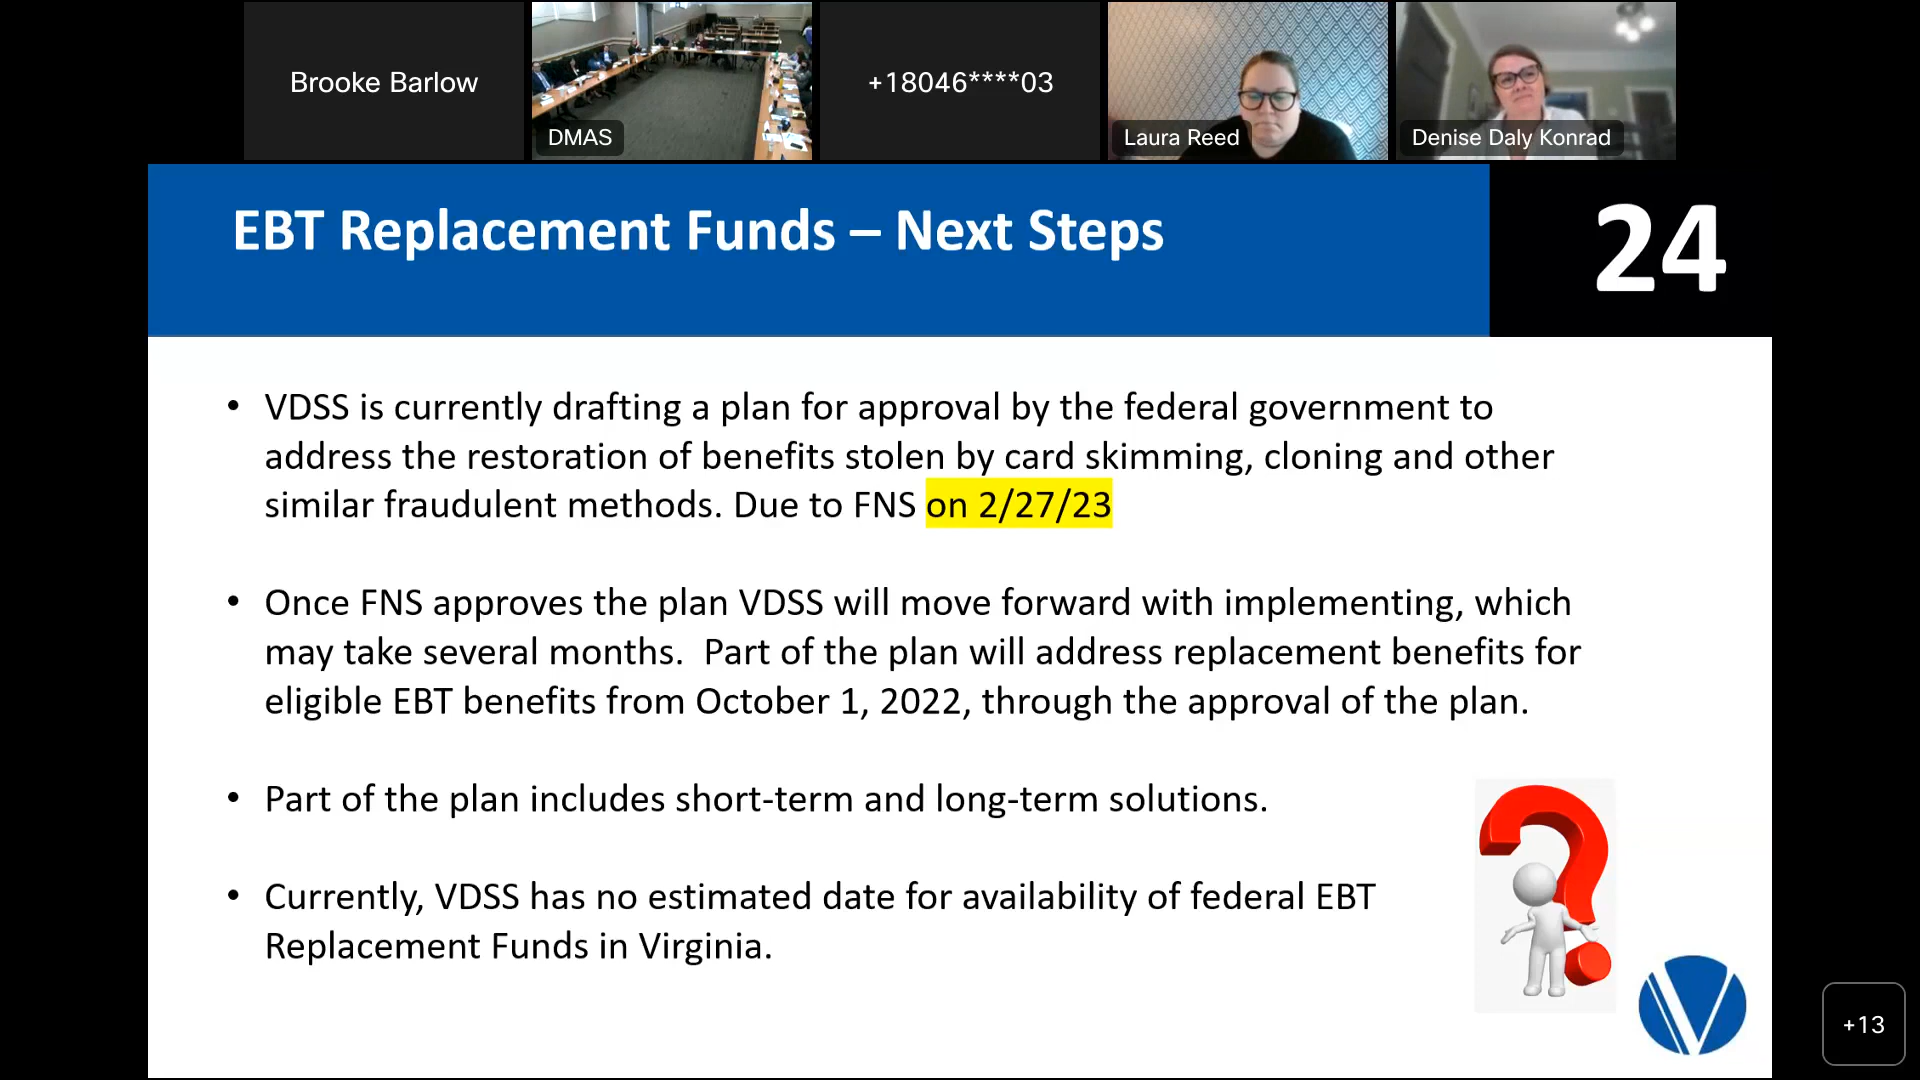 Brooke Barlow
DMAS
+18046****03
Laura Reed
Denise Daly Konrad
EBT Replacement Funds – Next Steps
24
• VDSS is currently drafting a plan for approval by the federal government to
address the restoration of benefits stolen by card skimming, cloning and other
similar fraudulent methods. Due to FNS on 2/27/23
• Once FNS approves the plan VDSS will move forward with implementing, which
may take several months.  Part of the plan will address replacement benefits for
eligible EBT benefits from October 1, 2022, through the approval of the plan.
• Part of the plan includes short-term and long-term solutions.
• Currently, VDSS has no estimated date for availability of federal EBT
Replacement Funds in Virginia.
+13